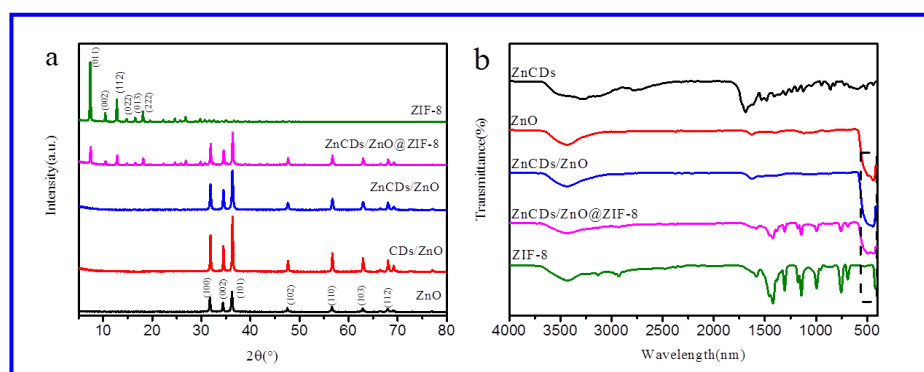 a
(011)
(002)
(112)
(022)
(013)
(222)
ZIF-8
ZnCDs/ZnO@ZIF-8
ZnCDs/ZnO
CDs/ZnO
(100)
(002)
(101)
(102)
(110)
(103)
(112)
ZnO
Intensity(a.u.)
10 20 30 40 50 60 70 80
2θ(°)
b
ZnCDs
ZnO
ZnCDs/ZnO
ZnCDs/ZnO@ZIF-8
ZIF-8
Transmittance(%)
4000 3500 3000 2500 2000 1500 1000 500
Wavelength(nm)